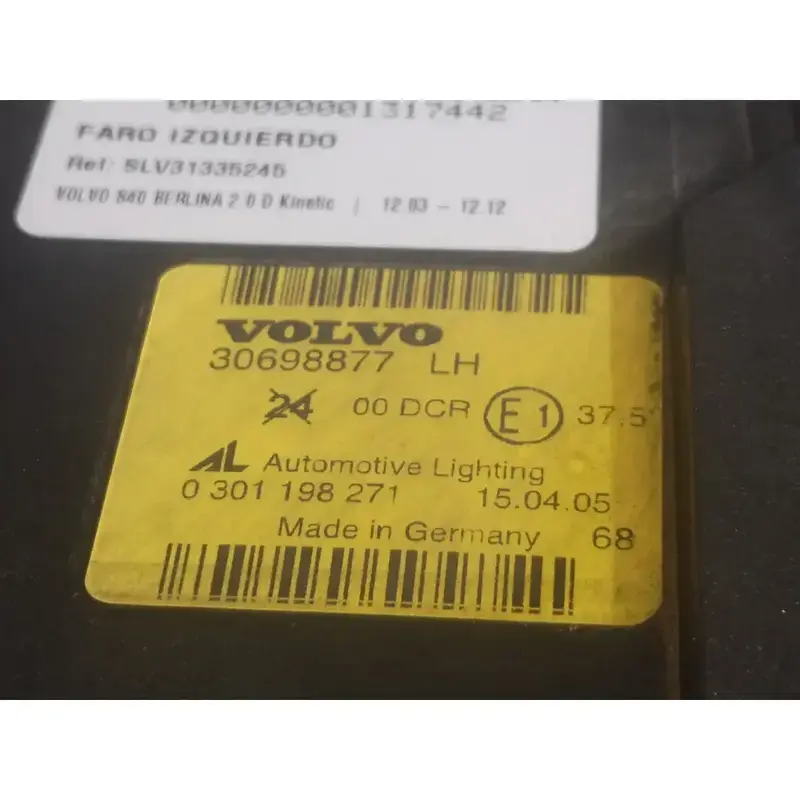 0000000001317442
FARO IZQUIERDO
Ref: SLV31335245
VOLVO S40 BERLINA 2 0 D Kinetic | 12 03 - 12.12
VOLVO
30698877 LH
24 00 DCR E1 37,5
AL Automotive Lighting
0 301 198 271 15.04.05
Made in Germany 68